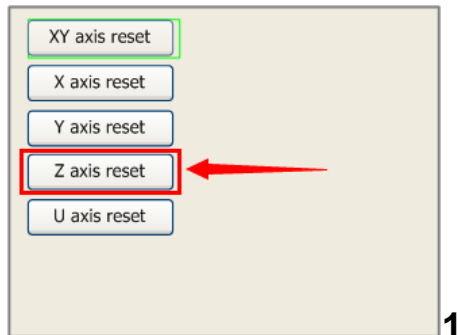 XY axis reset
X axis reset
Y axis reset
Z axis reset
U axis reset
1